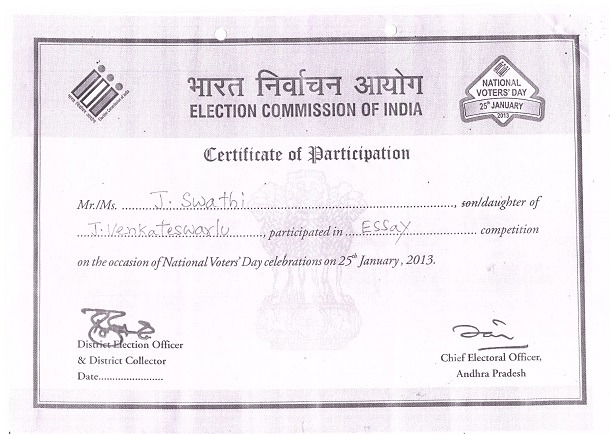 भारत निर्वाचन आयोग
ELECTION COMMISSION OF INDIA
NATIONAL
VOTERS' DAY
25th JANUARY
2013
Certificate of Participation
Mr./Ms. J. Swathi, son/daughter of
J. Venkateswarlu, participated in Essay competition
on the occasion of National Voters' Day celebrations on 25th January, 2013.
District Election Officer
& District Collector
Date.......................
Chief Electoral Officer,
Andhra Pradesh